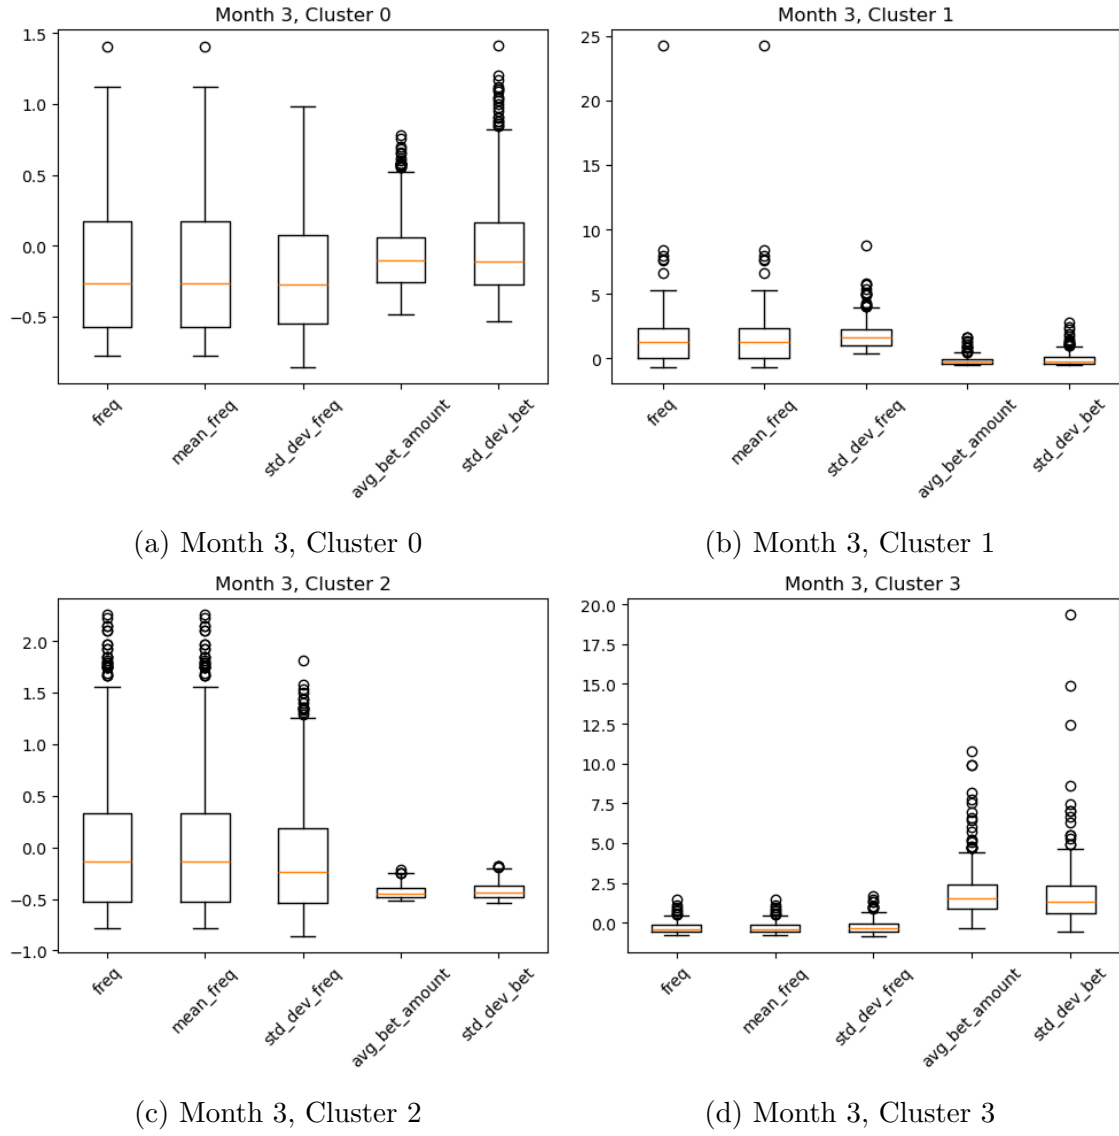 Month 3, Cluster 0
1.5
1.0
0.5
0.0
−0.5
freq
mean_freq
std_dev_freq
avg_bet_amount
std_dev_bet
(a) Month 3, Cluster 0
Month 3, Cluster 1
25
20
15
10
5
0
freq
mean_freq
std_dev_freq
avg_bet_amount
std_dev_bet
(b) Month 3, Cluster 1
Month 3, Cluster 2
2.0
1.5
1.0
0.5
0.0
−0.5
−1.0
freq
mean_freq
std_dev_freq
avg_bet_amount
std_dev_bet
(c) Month 3, Cluster 2
Month 3, Cluster 3
20.0
17.5
15.0
12.5
10.0
7.5
5.0
2.5
0.0
freq
mean_freq
std_dev_freq
avg_bet_amount
std_dev_bet
(d) Month 3, Cluster 3